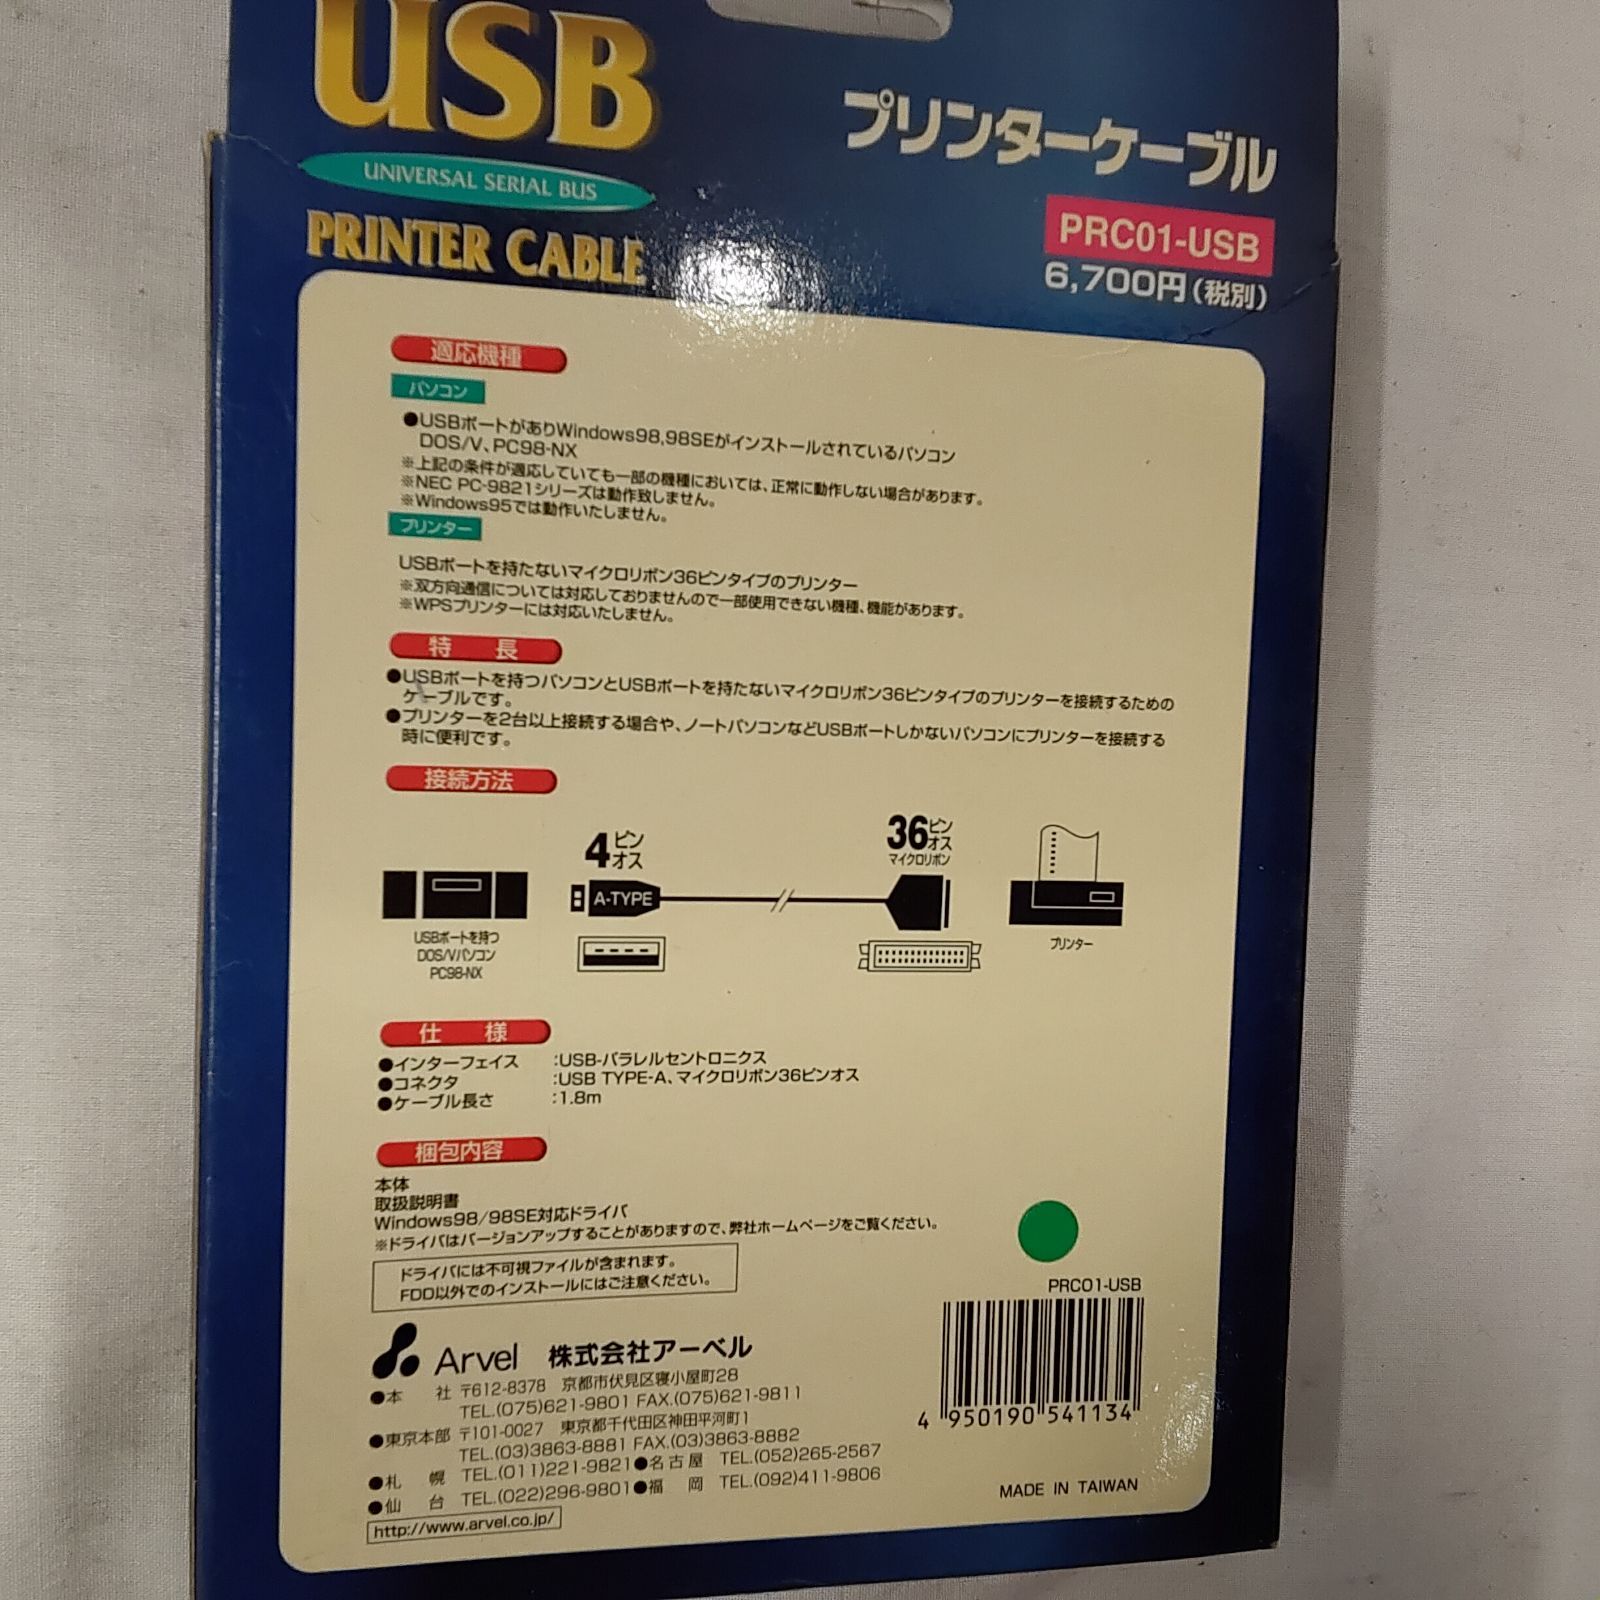 USB
UNIVERSAL SERIAL BUS
PRINTER CABLE
プリンターケーブル
PRC01-USB
6,700円(税別)
適応機種
パソコン
●USBポートがありWindows98,98SEがインストールされているパソコン
DOS/V、PC98-NX
※上記の条件が適応していても一部の機種においては、正常に動作しない場合があります。
※NEC PC-9821シリーズは動作致しません。
※Windows95では動作いたしません。
プリンター
USBポートを持たないマイクロリボン36ピンタイプのプリンター
※双方向通信については対応しておりませんので一部使用できない機種、機能があります。
※WPSプリンターには対応いたしません。
特 長
●USBポートを持つパソコンとUSBポートを持たないマイクロリボン36ピンタイプのプリンターを接続するための
ケーブルです。
●プリンターを2台以上接続する場合や、ノートパソコンなどUSBポートしかないパソコンにプリンターを接続する
時に便利です。
接続方法
4ピンオス
36ピンオス
マイクロリボン
A-TYPE
USBポートを持つ
DOS/Vパソコン
PC98-NX
プリンター
仕 様
●インターフェイス :USB-パラレルセントロニクス
●コネクタ :USB TYPE-A、マイクロリボン36ピンオス
●ケーブル長さ :1.8m
梱包内容
本体
取扱説明書
Windows98/98SE対応ドライバ
※ドライバはバージョンアップすることがありますので、弊社ホームページをご覧ください。
ドライバには不可視ファイルが含まれます。
FDD以外でのインストールにはご注意ください。
PRC01-USB
4 950190 541134
Arvel 株式会社アーベル
●本 社 〒612-8378 京都市伏見区寝小屋町28
TEL.(075)621-9801 FAX.(075)621-9811
●東京本部 〒101-0027 東京都千代田区神田平河町1
TEL.(03)3863-8881 FAX.(03)3863-8882
●札 幌 TEL.(011)221-9821 ●名古屋 TEL.(052)265-2567
●仙 台 TEL.(022)296-9801 ●福 岡 TEL.(092)411-9806
http://www.arvel.co.jp/
MADE IN TAIWAN